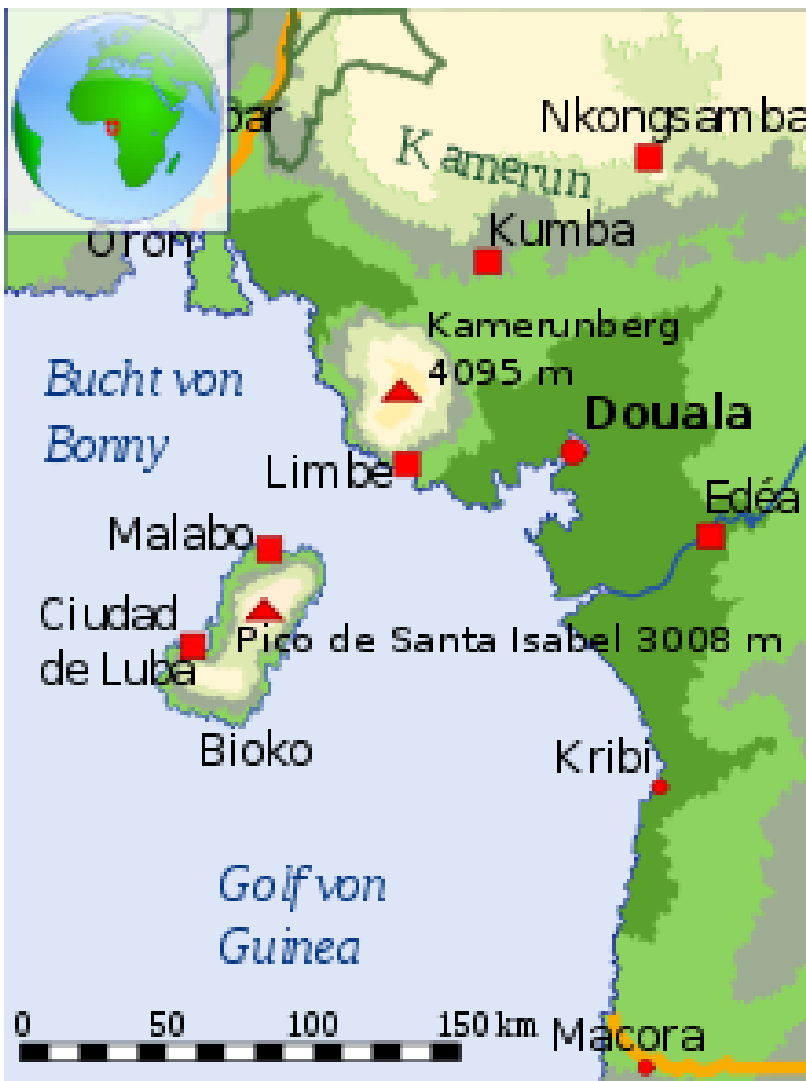 bar
Nkongsamba
Kamerun
Oron
Kumba
Kamerunberg
4095 m
Bucht von
Bonny
Douala
Limbe
Edéa
Malabo
Ciudad
de Luba
Pico de Santa Isabel 3008 m
Bioko
Kribi
Golf von
Guinea
0 50 100 150 km
Macora